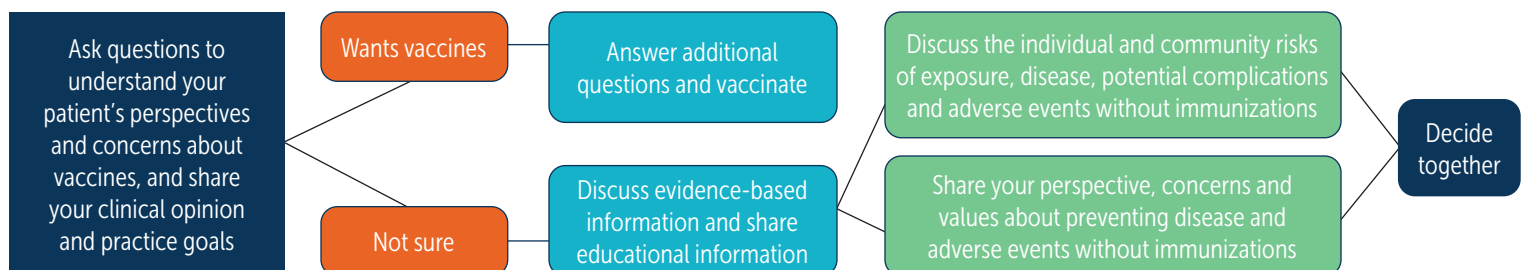 Ask questions to
understand your
patient’s perspectives
and concerns about
vaccines, and share
your clinical opinion
and practice goals
Wants vaccines
Answer additional
questions and vaccinate
Not sure
Discuss evidence-based
information and share
educational information
Discuss the individual and community risks
of exposure, disease, potential complications
and adverse events without immunizations
Share your perspective, concerns and
values about preventing disease and
adverse events without immunizations
Decide
together